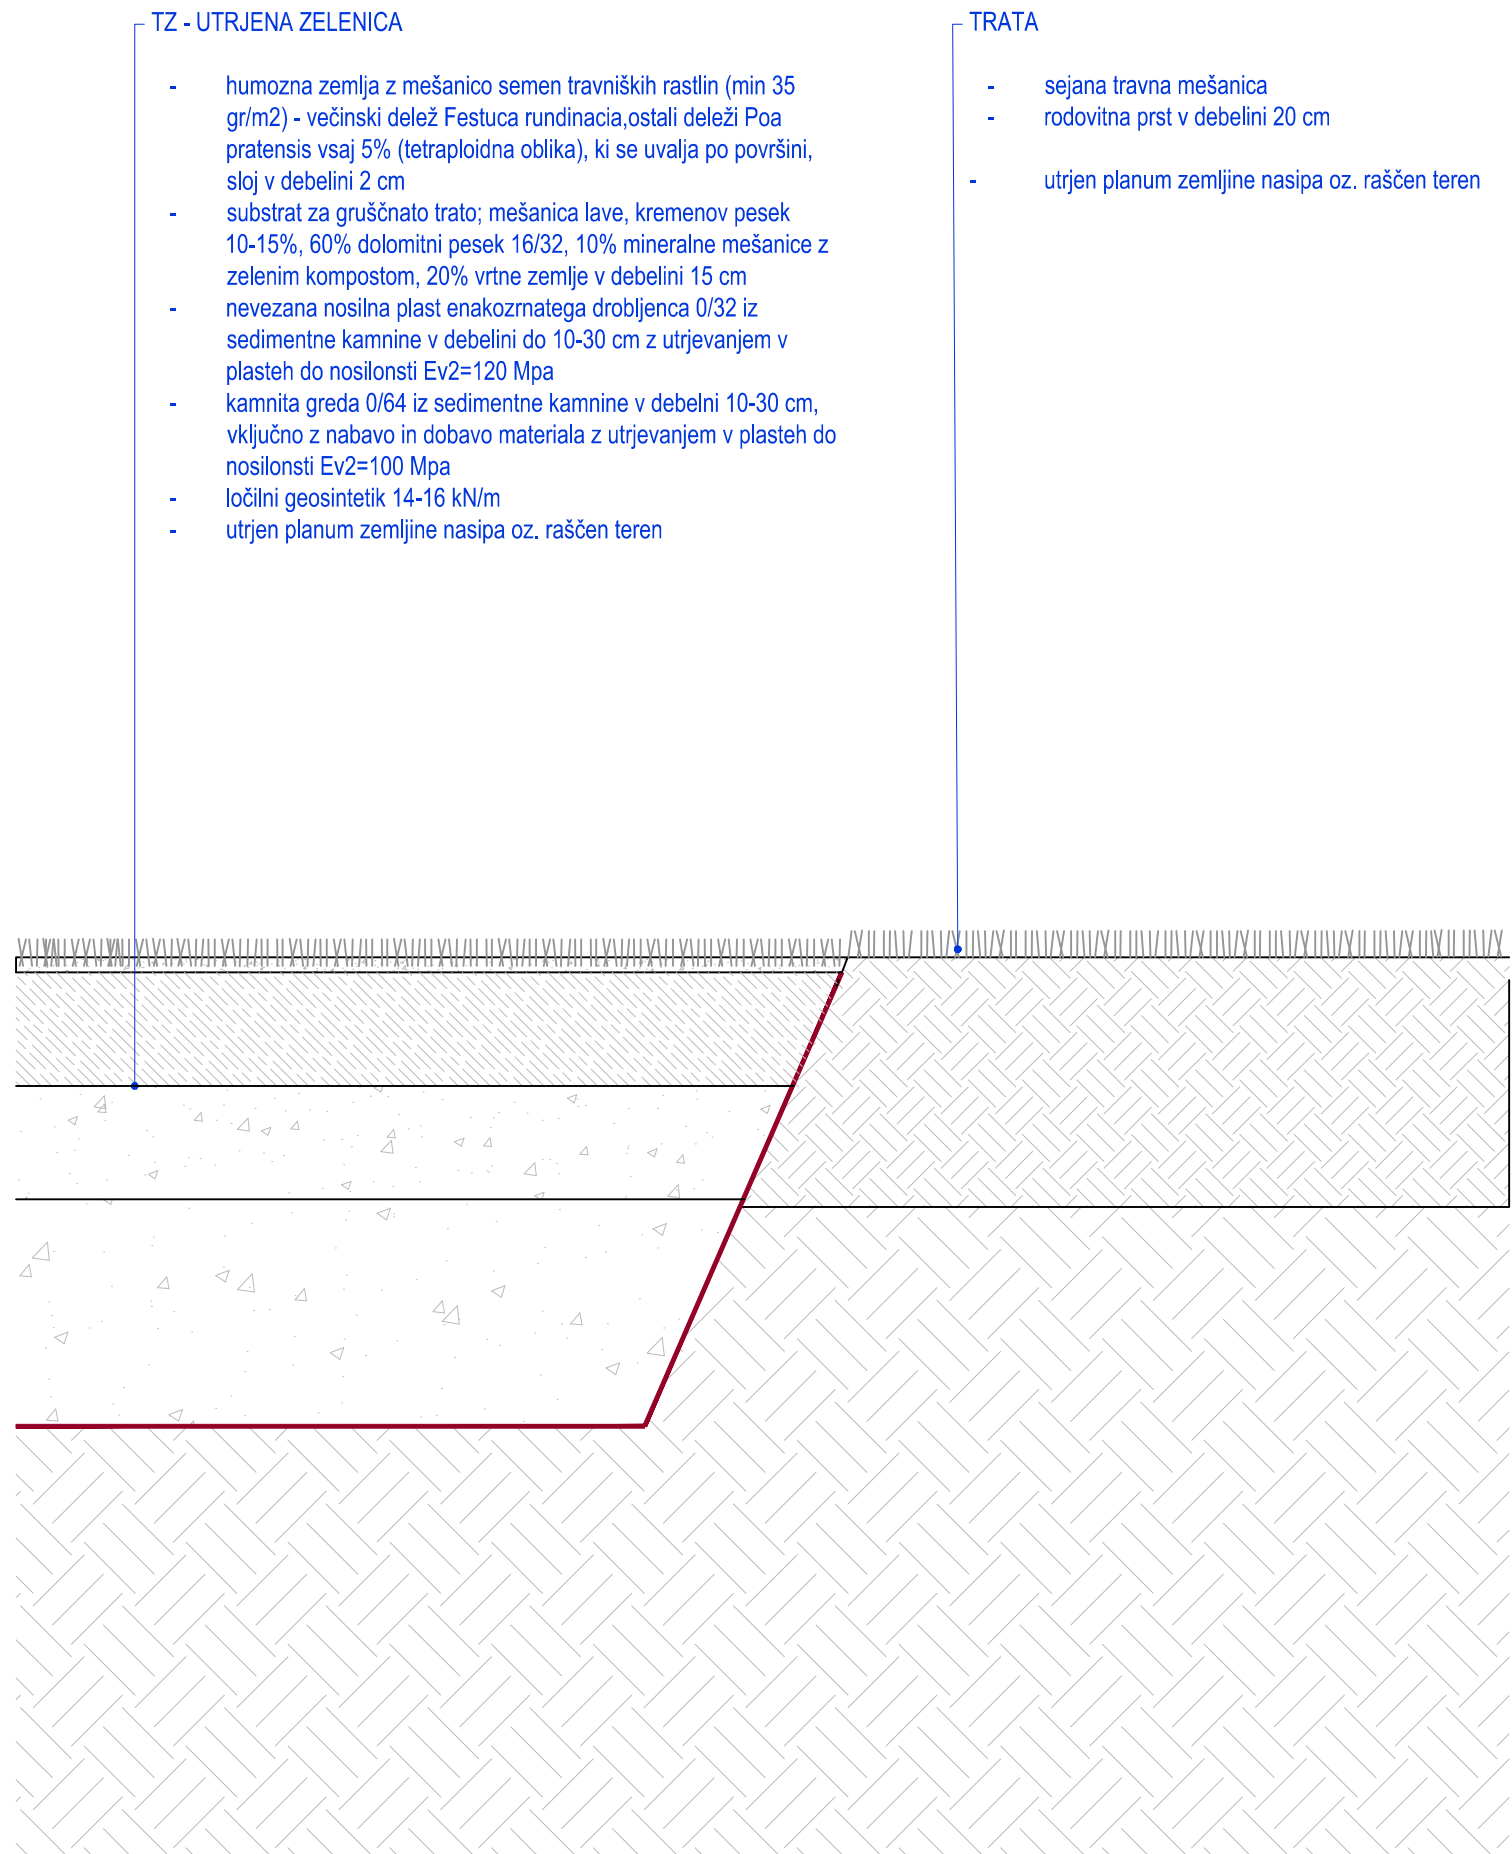 TZ - UTRJENA ZELENICA
- humozna zemlja z mešanico semen travniških rastlin (min 35
gr/m2) - večinski delež Festuca rundinacia,ostali deleži Poa
pratensis vsaj 5% (tetraploidna oblika), ki se uvalja po površini,
sloj v debelini 2 cm
- substrat za gruščnato trato; mešanica lave, kremenov pesek
10-15%, 60% dolomitni pesek 16/32, 10% mineralne mešanice z
zelenim kompostom, 20% vrtne zemlje v debelini 15 cm
- nevezana nosilna plast enakozrnatega drobljenca 0/32 iz
sedimentne kamnine v debelini do 10-30 cm z utrjevanjem v
plasteh do nosilonsti Ev2=120 Mpa
- kamnita greda 0/64 iz sedimentne kamnine v debelni 10-30 cm,
vključno z nabavo in dobavo materiala z utrjevanjem v plasteh do
nosilonsti Ev2=100 Mpa
- ločilni geosintetik 14-16 kN/m
- utrjen planum zemljine nasipa oz. raščen teren
TRATA
- sejana travna mešanica
- rodovitna prst v debelini 20 cm
- utrjen planum zemljine nasipa oz. raščen teren